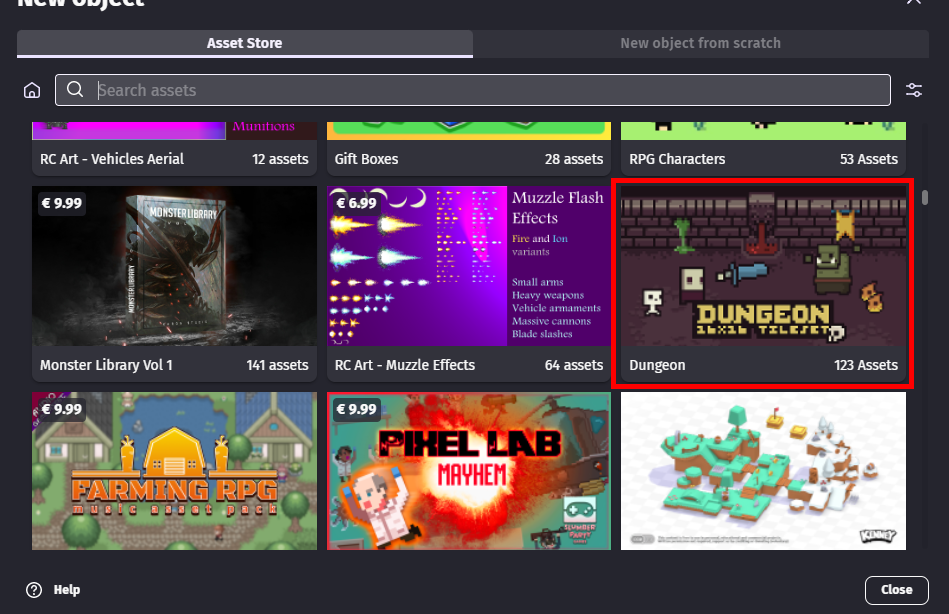 New object
Asset Store
New object from scratch
Search assets
Munitions
RC Art - Vehicles Aerial
12 assets
Gift Boxes
28 assets
RPG Characters
53 Assets
€ 9.99
MONSTER LIBRARY
MONSTER LIBRARY
Monster Library Vol 1
141 assets
€ 6.99
Muzzle Flash
Effects
Fire and Ion
variants
Small arms
Heavy weapons
Vehicle armaments
Massive cannons
Blade slashes
RC Art - Muzzle Effects
64 assets
DUNGEON
16X16 TILESET
Dungeon
123 Assets
€ 9.99
FARMING RPG
music asset pack
€ 9.99
PIXEL LAB
MAYHEM
SLUMBER
PARTY
KENNEY
Help
Close